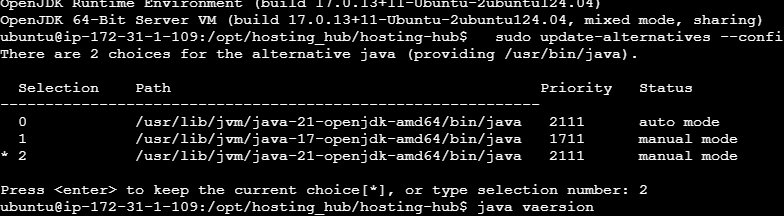 OpenJDK Runtime Environment (build 17.0.13+11-Ubuntu-2ubuntu124.04)
OpenJDK 64-Bit Server VM (build 17.0.13+11-Ubuntu-2ubuntu124.04, mixed mode, sharing)
ubuntu@ip-172-31-1-109:/opt/hosting_hub/hosting-hub$   sudo update-alternatives --confi
There are 2 choices for the alternative java (providing /usr/bin/java).
  Selection    Path                                         Priority   Status
------------------------------------------------------------
  0            /usr/lib/jvm/java-21-openjdk-amd64/bin/java   2111      auto mode
  1            /usr/lib/jvm/java-17-openjdk-amd64/bin/java   1711      manual mode
* 2            /usr/lib/jvm/java-21-openjdk-amd64/bin/java   2111      manual mode
Press <enter> to keep the current choice[*], or type selection number: 2
ubuntu@ip-172-31-1-109:/opt/hosting_hub/hosting-hub$ java vaersion